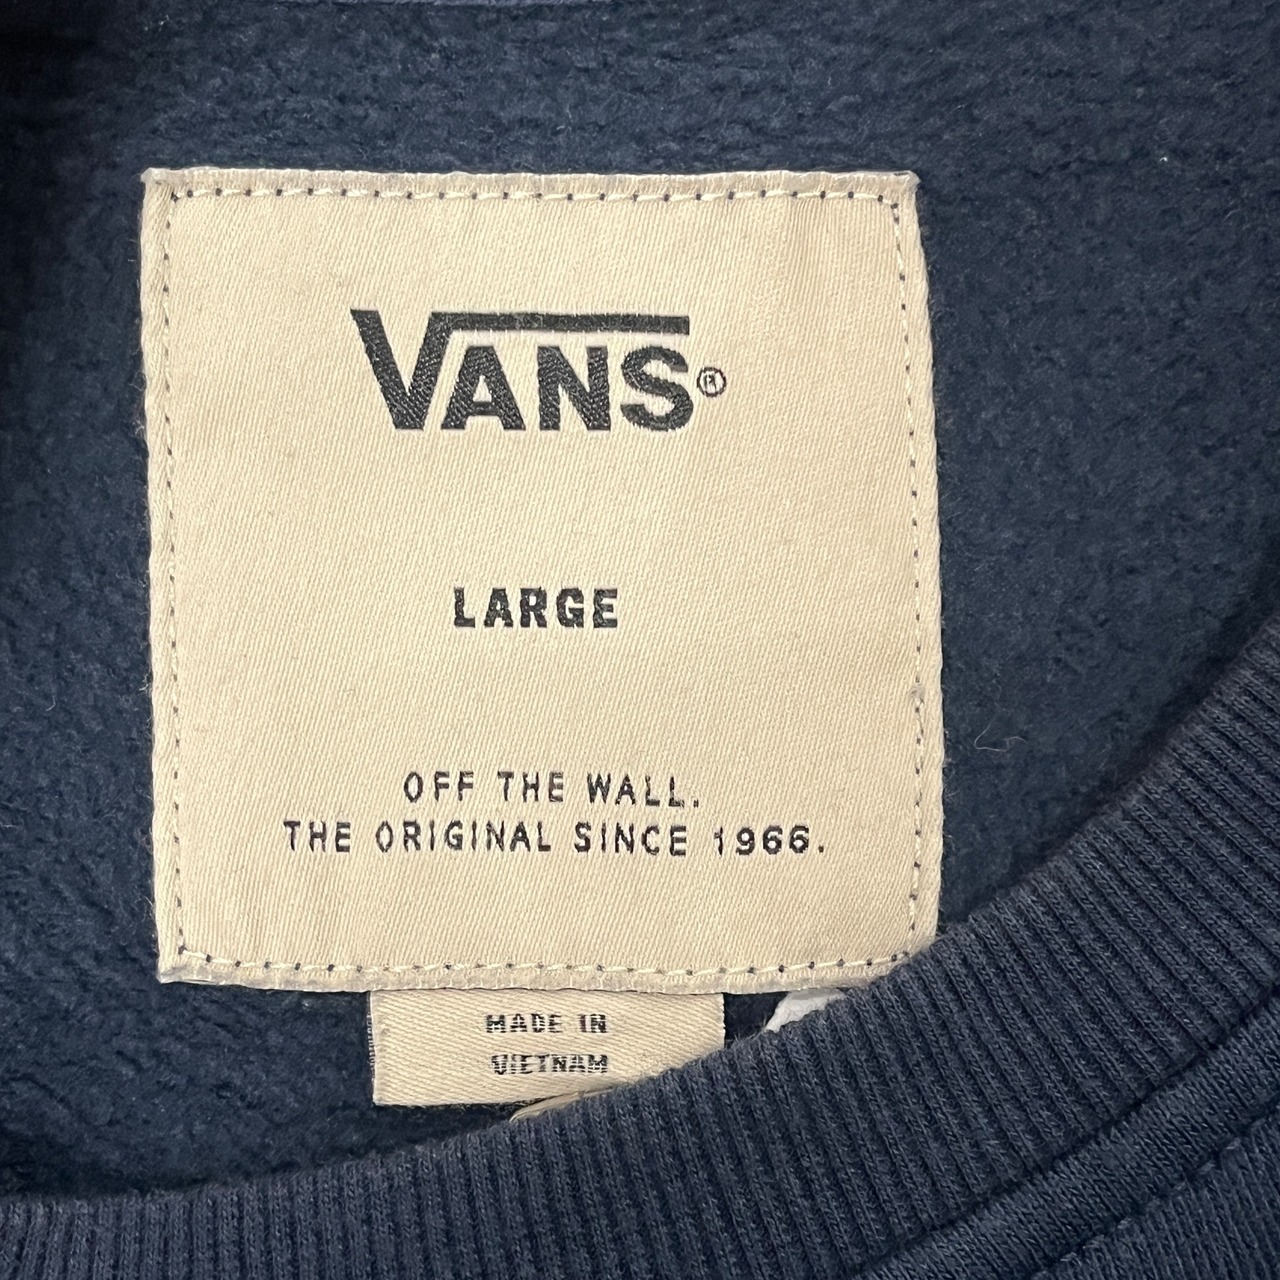 VANS®
LARGE
OFF THE WALL.
THE ORIGINAL SINCE 1966.
MADE IN
VIETNAM